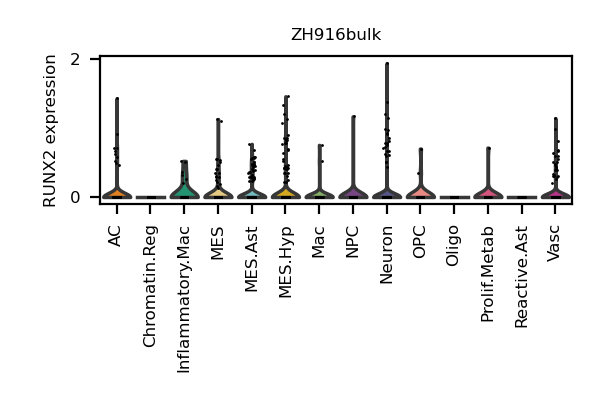 ZH916bulk
RUNX2 expression
2
0
AC
Chromatin.Reg
Inflammatory.Mac
MES
MES.Ast
MES.Hyp
Mac
NPC
Neuron
OPC
Oligo
Prolif.Metab
Reactive.Ast
Vasc